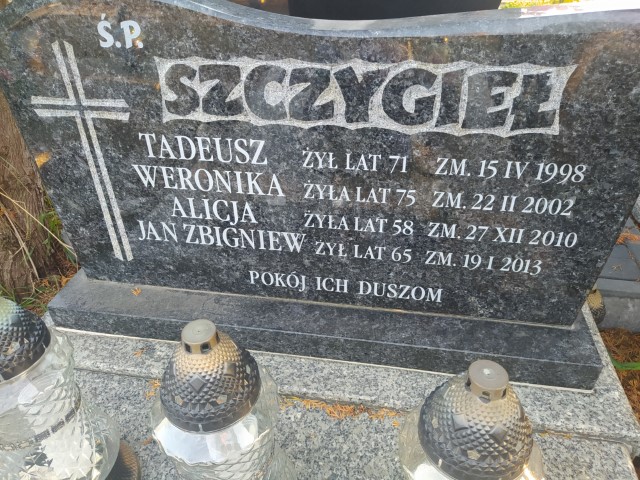 Ś.P.
SZCZYGIEŁ
TADEUSZ ŻYŁ LAT 71 ZM. 15 IV 1998
WERONIKA ŻYŁA LAT 75 ZM. 22 II 2002
ALICJA ŻYŁA LAT 58 ZM. 27 XII 2010
JAN ZBIGNIEW ŻYŁ LAT 65 ZM. 19 I 2013
POKÓJ ICH DUSZOM